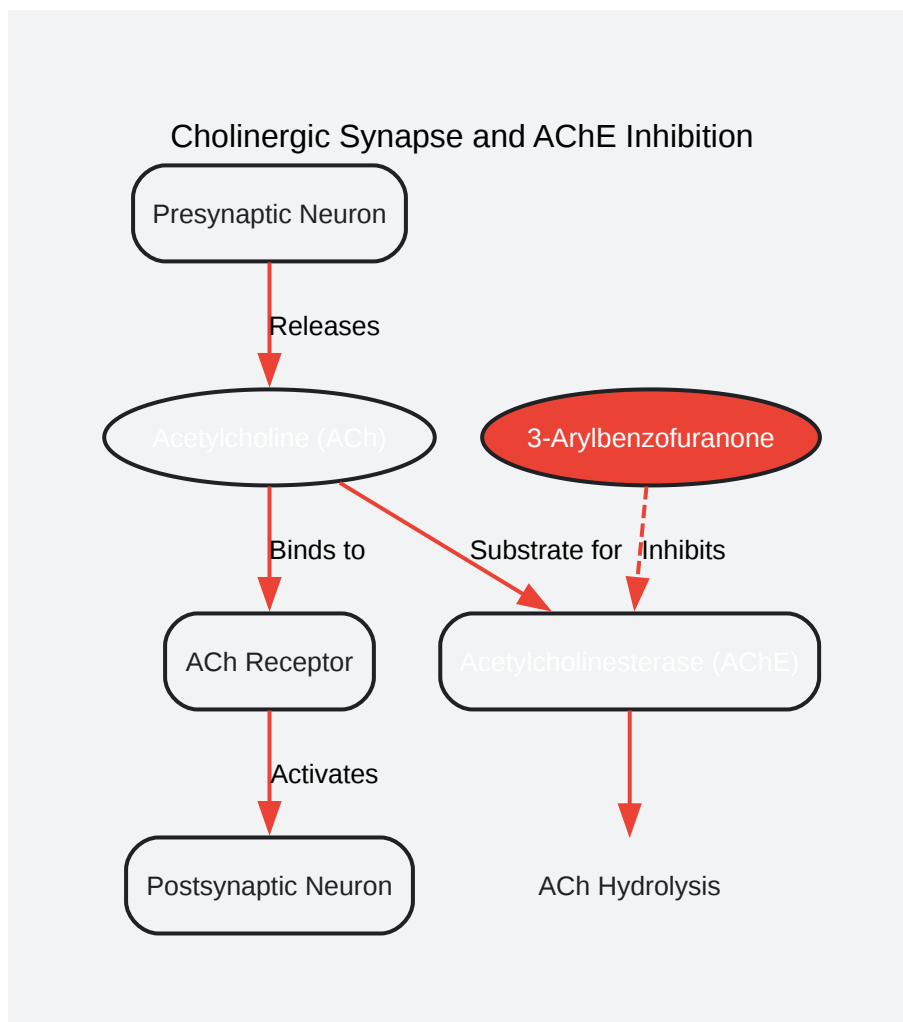 Cholinergic Synapse and AChE Inhibition
Presynaptic Neuron
Releases
Acetylcholine (ACh)
3-Arylbenzofuranone
Binds to
Substrate for
Inhibits
ACh Receptor
Acetylcholinesterase (AChE)
Activates
Postsynaptic Neuron
ACh Hydrolysis